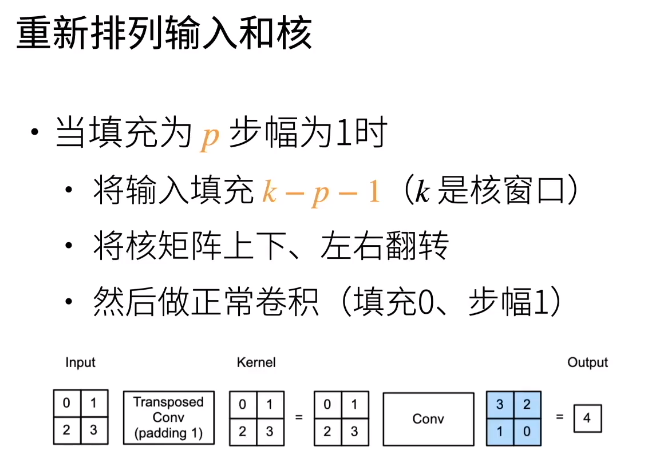 重新排列输入和核
• 当填充为 p 步幅为1时
• 将输入填充 k − p − 1（k 是核窗口）
• 将核矩阵上下、左右翻转
• 然后做正常卷积（填充0、步幅1）
Input Kernel Output
0 1 Transposed 0 1 0 1 3 2
Conv = Conv = 4
2 3 (padding 1) 2 3 2 3 1 0